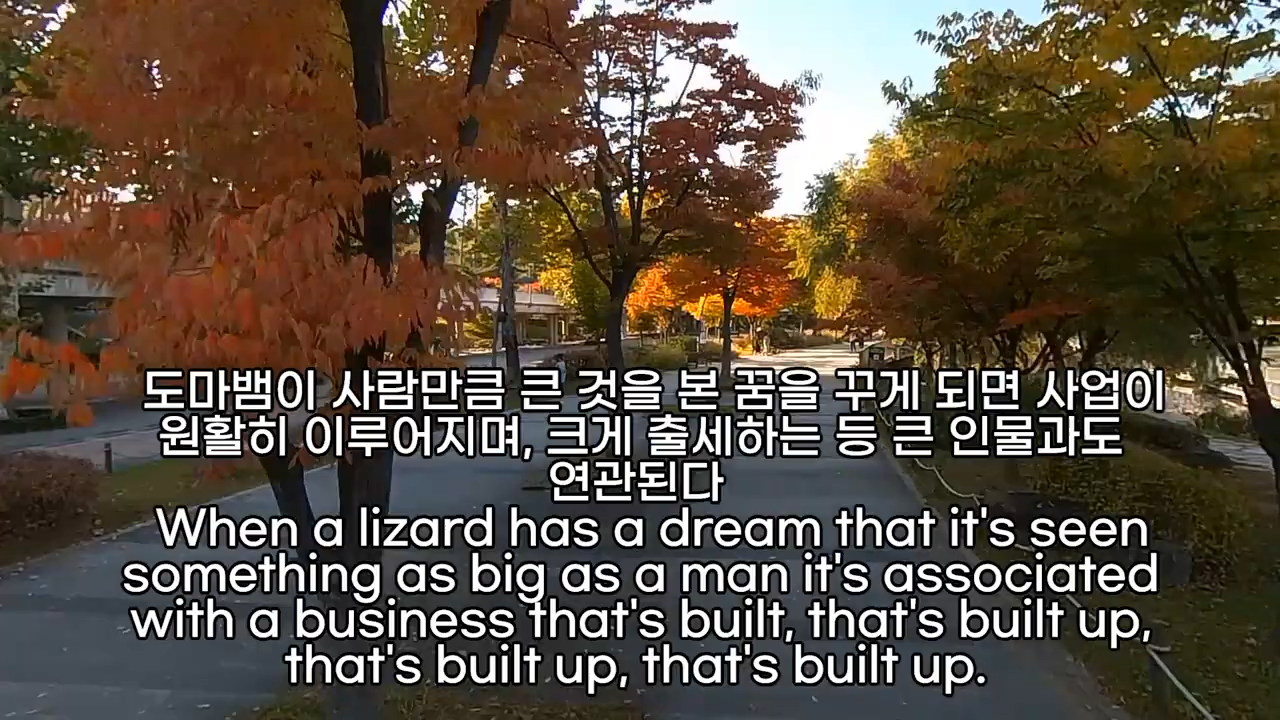 도마뱀이 사람만큼 큰 것을 본 꿈을 꾸게 되면 사업이
원활히 이루어지며, 크게 출세하는 등 큰 인물과도
연관된다
When a lizard has a dream that it's seen
something as big as a man it's associated
with a business that's built, that's built up,
that's built up, that's built up.